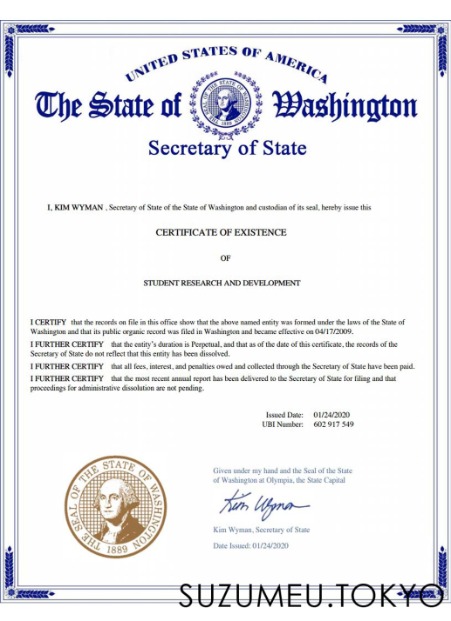 UNITED STATES OF AMERICA
The State of Washington
Secretary of State
I, KIM WYMAN , Secretary of State of the State of Washington and custodian of its seal, hereby issue this
CERTIFICATE OF EXISTENCE
OF
STUDENT RESEARCH AND DEVELOPMENT
I CERTIFY that the records on file in this office show that the above named entity was formed under the laws of the State of
Washington and that its public organic record was filed in Washington and became effective on 04/17/2009.
I FURTHER CERTIFY that the entity's duration is Perpetual, and that as of the date of this certificate, the records of the
Secretary of State do not reflect that this entity has been dissolved.
I FURTHER CERTIFY that all fees, interest, and penalties owed and collected through the Secretary of State have been paid.
I FURTHER CERTIFY that the most recent annual report has been delivered to the Secretary of State for filing and that
proceedings for administrative dissolution are not pending.
Issued Date: 01/24/2020
UBI Number: 602 917 549
THE SEAL OF THE STATE OF WASHINGTON
1889
Given under my hand and the Seal of the State
of Washington at Olympia, the State Capital
Kim Wyman
Kim Wyman, Secretary of State
Date Issued: 01/24/2020
SUZUMEU.TOKYO